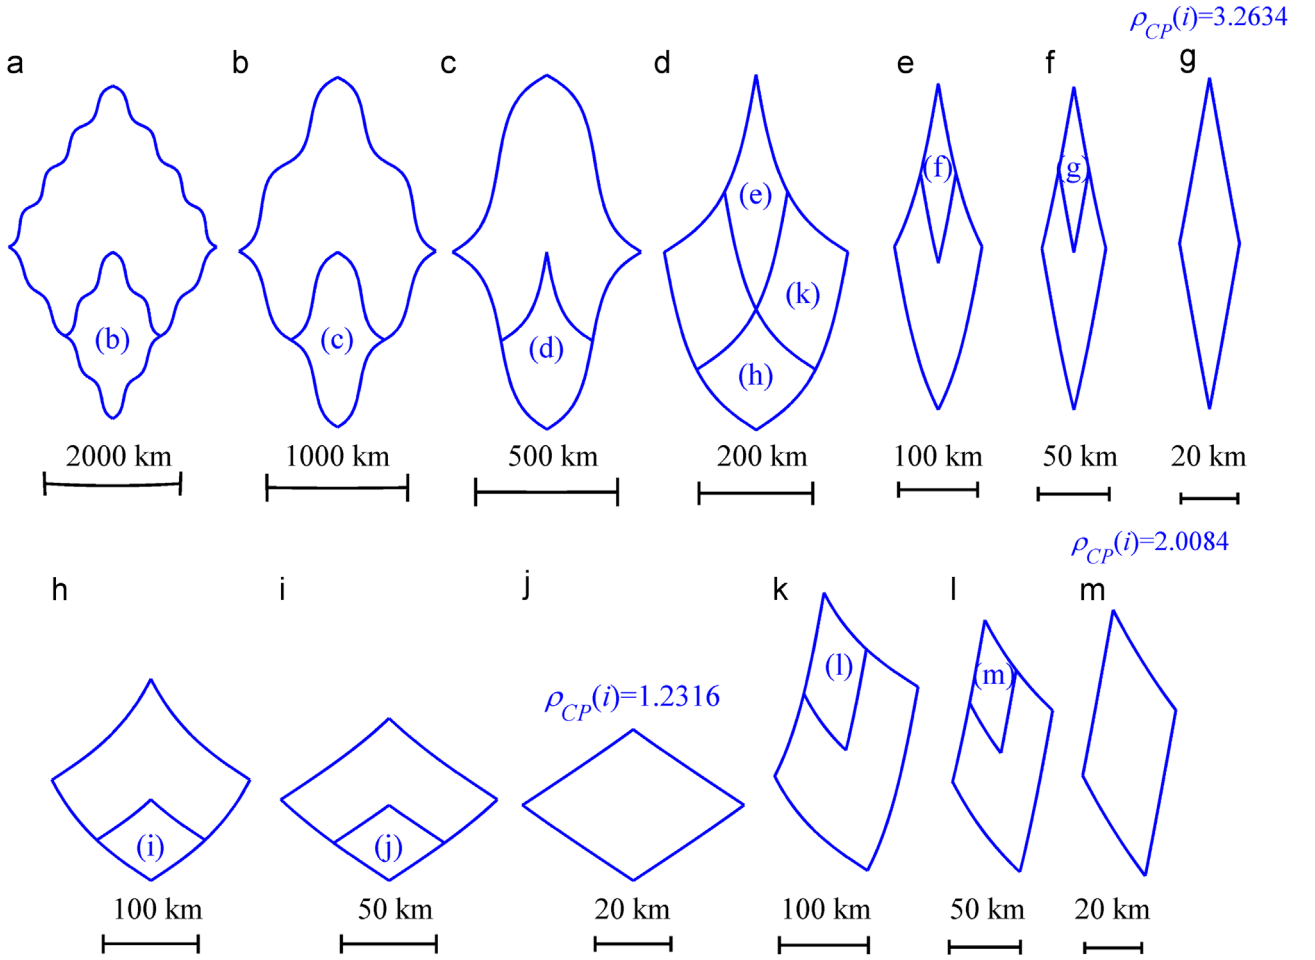 ρCP(i)=3.2634
a b c d e f g
(f) (g)
(e)
(k)
(b) (c) (d)
(h)
2000 km 1000 km 500 km 200 km 100 km 50 km 20 km
ρCP(i)=2.0084
h i j k l m
(l) (m)
ρCP(i)=1.2316
(i) (j)
100 km 50 km 20 km 100 km 50 km 20 km